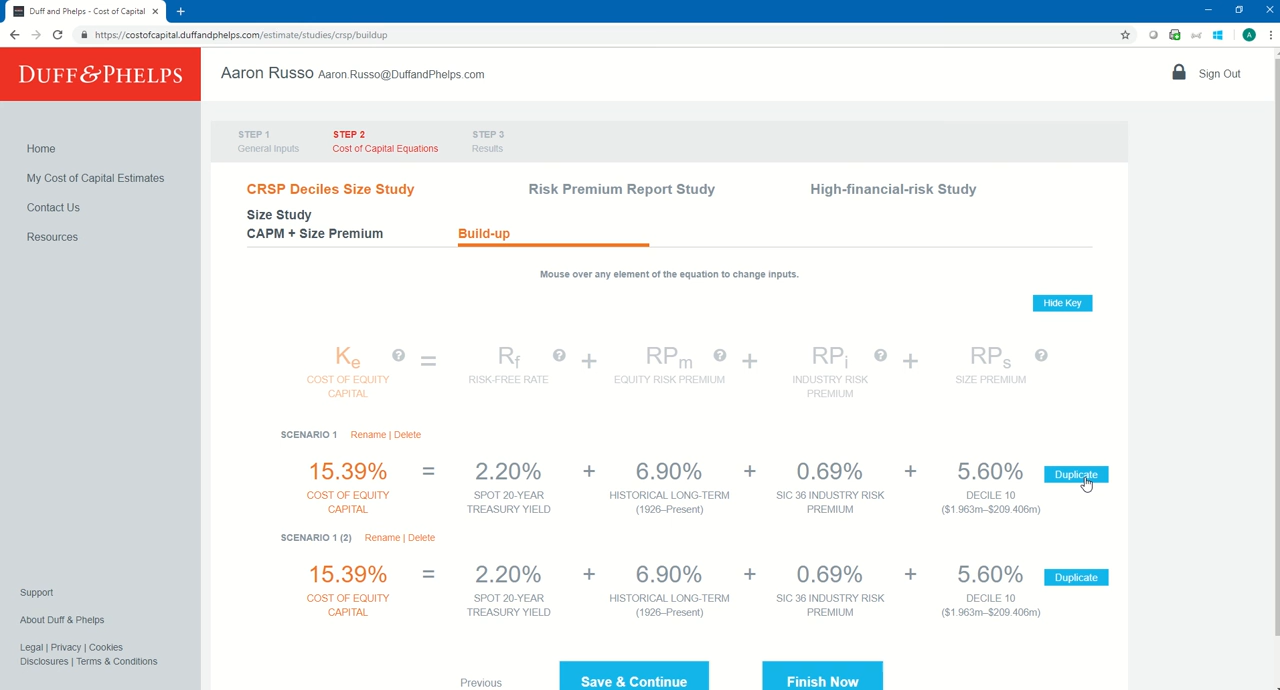 Duff and Phelps - Cost of Capital
https://costofcapital.duffandphelps.com/estimate/studies/crsp/buildup
A
DUFF&PHELPS
Aaron Russo Aaron.Russo@DuffandPhelps.com
Sign Out
Home
My Cost of Capital Estimates
Contact Us
Resources
STEP 1
General Inputs
STEP 2
Cost of Capital Equations
STEP 3
Results
CRSP Deciles Size Study
Risk Premium Report Study
High-financial-risk Study
Size Study
CAPM + Size Premium
Build-up
Mouse over any element of the equation to change inputs.
Hide Key
Ke ? = Rf ? + RPm ? + RPi ? + RPs ?
COST OF EQUITY CAPITAL
RISK-FREE RATE
EQUITY RISK PREMIUM
INDUSTRY RISK PREMIUM
SIZE PREMIUM
SCENARIO 1 Rename | Delete
15.39% = 2.20% + 6.90% + 0.69% + 5.60% Duplicate
COST OF EQUITY CAPITAL
SPOT 20-YEAR TREASURY YIELD
HISTORICAL LONG-TERM (1926–Present)
SIC 36 INDUSTRY RISK PREMIUM
DECILE 10 ($1.963m–$209.406m)
SCENARIO 1 (2) Rename | Delete
15.39% = 2.20% + 6.90% + 0.69% + 5.60% Duplicate
COST OF EQUITY CAPITAL
SPOT 20-YEAR TREASURY YIELD
HISTORICAL LONG-TERM (1926–Present)
SIC 36 INDUSTRY RISK PREMIUM
DECILE 10 ($1.963m–$209.406m)
Previous
Save & Continue
Finish Now
Support
About Duff & Phelps
Legal | Privacy | Cookies
Disclosures | Terms & Conditions